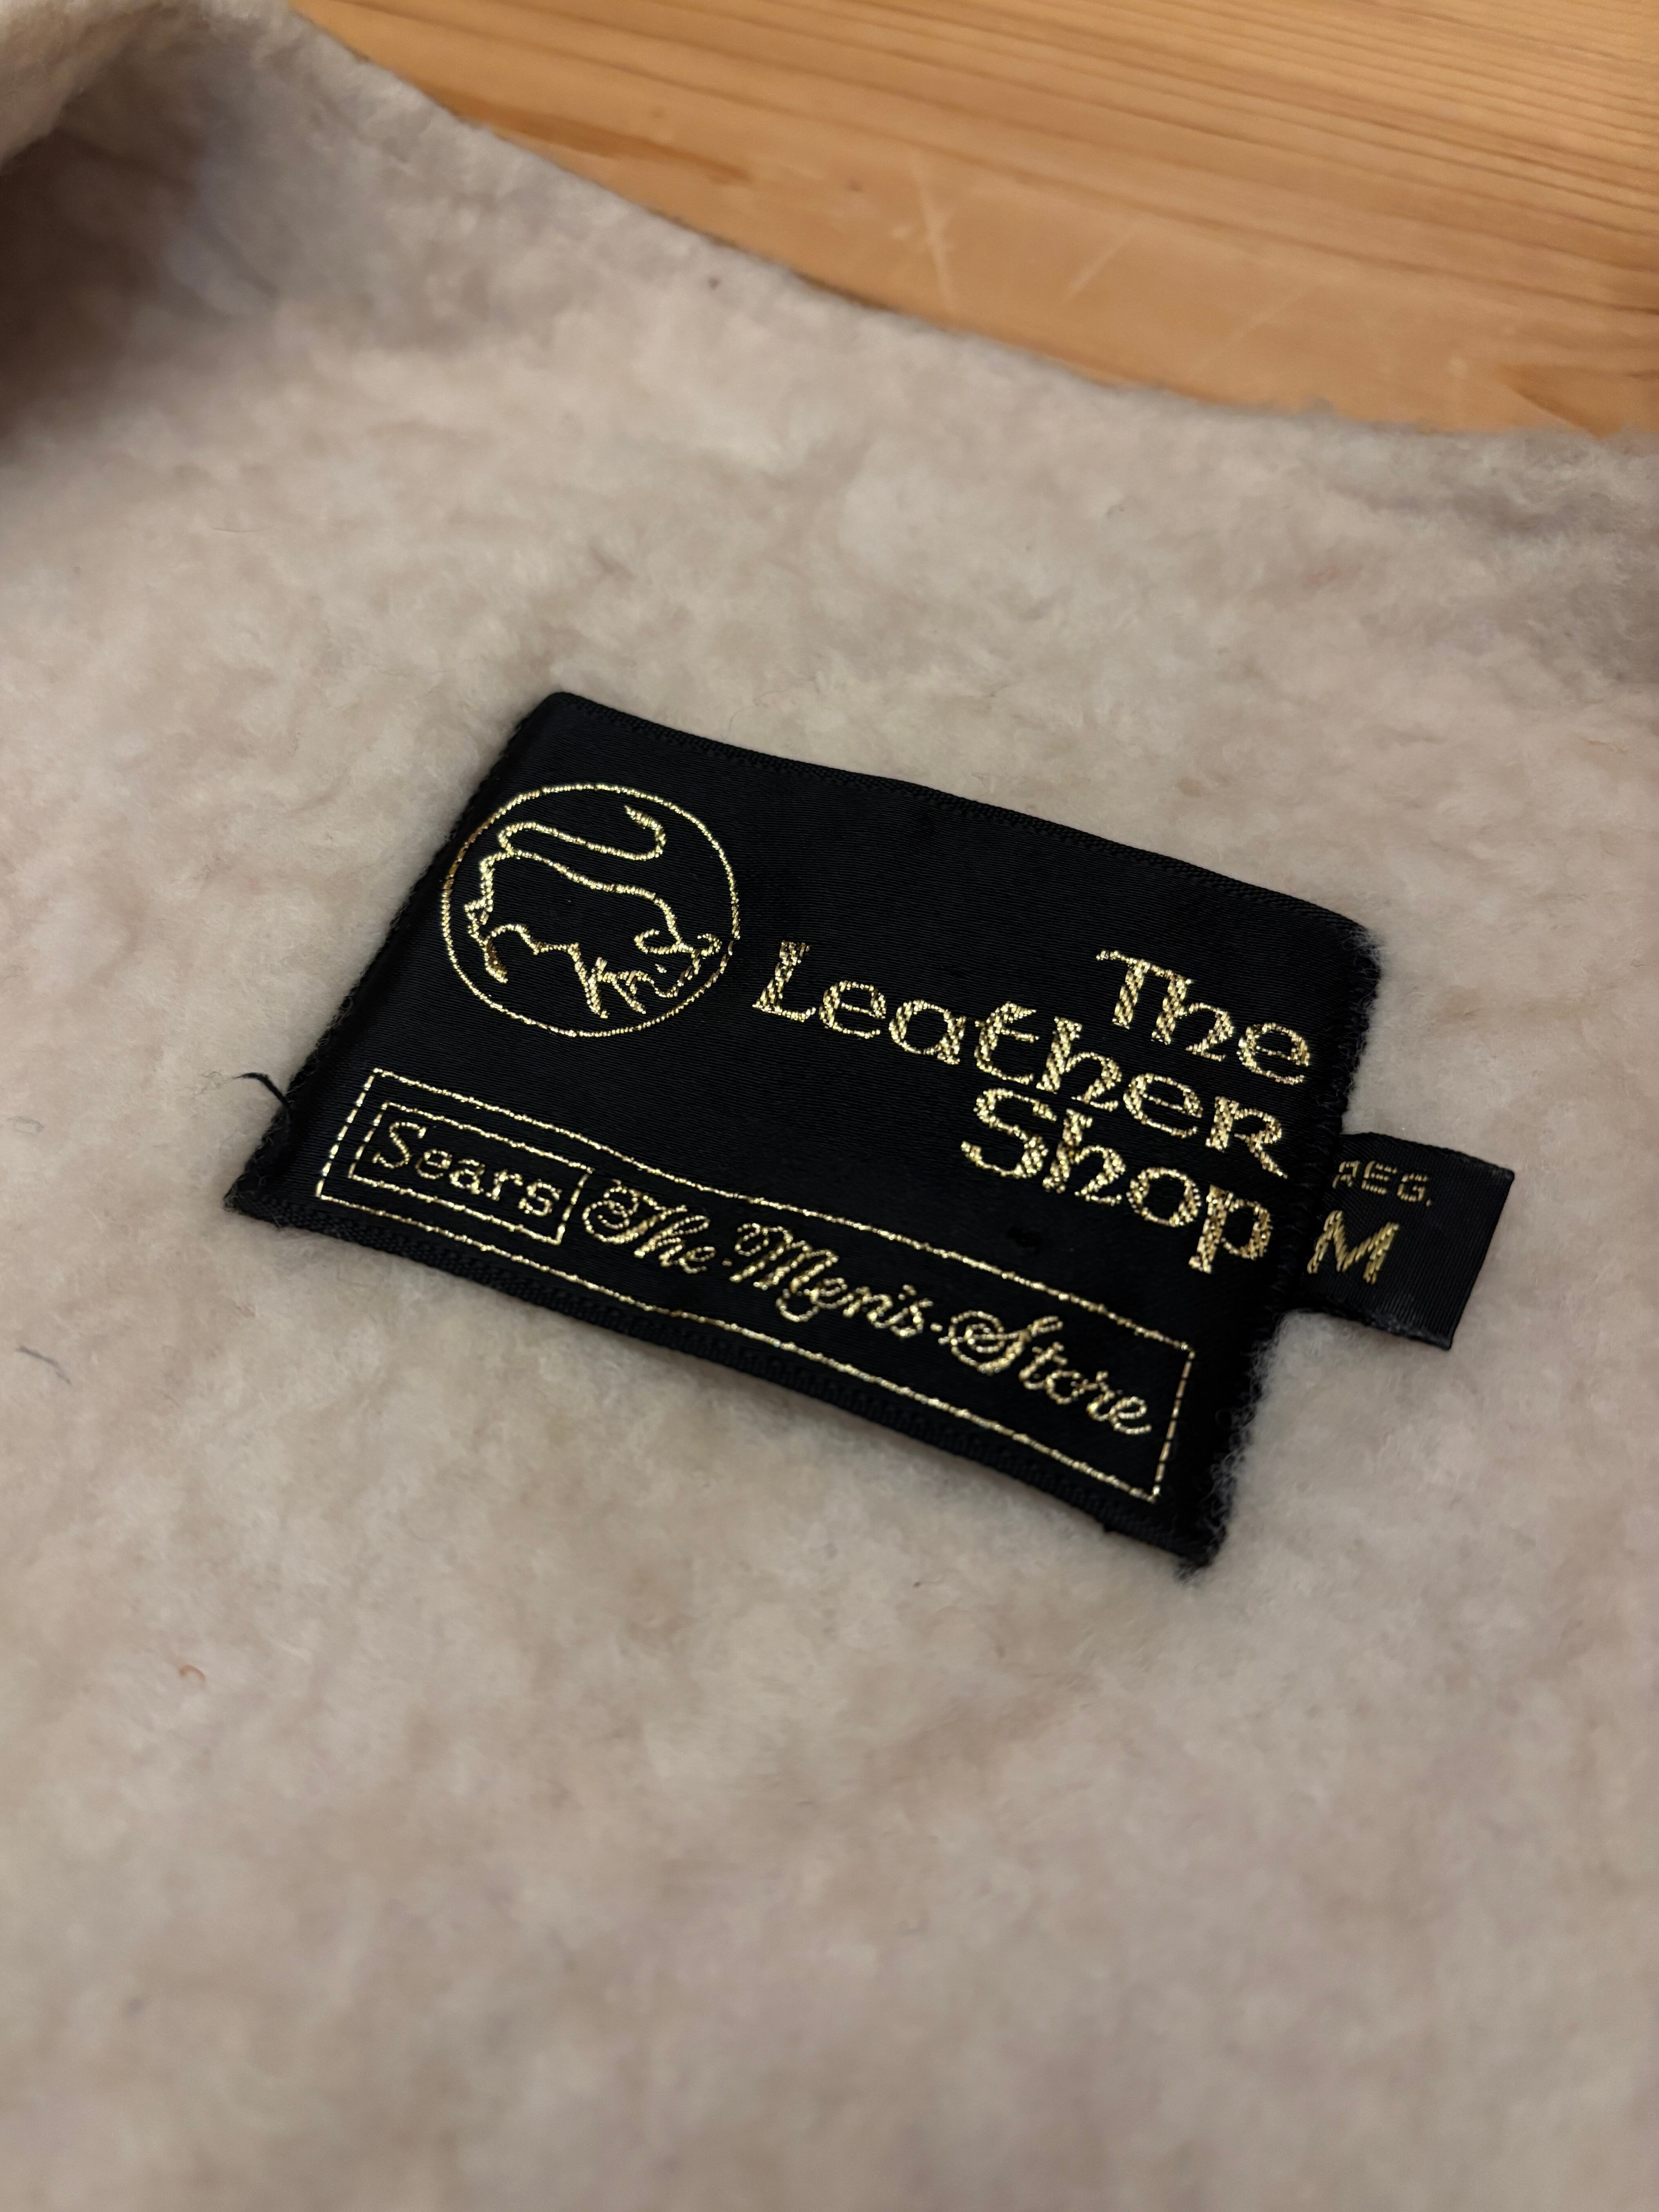 The
Leather
Shop
Sears The Men's Store
REG.
M